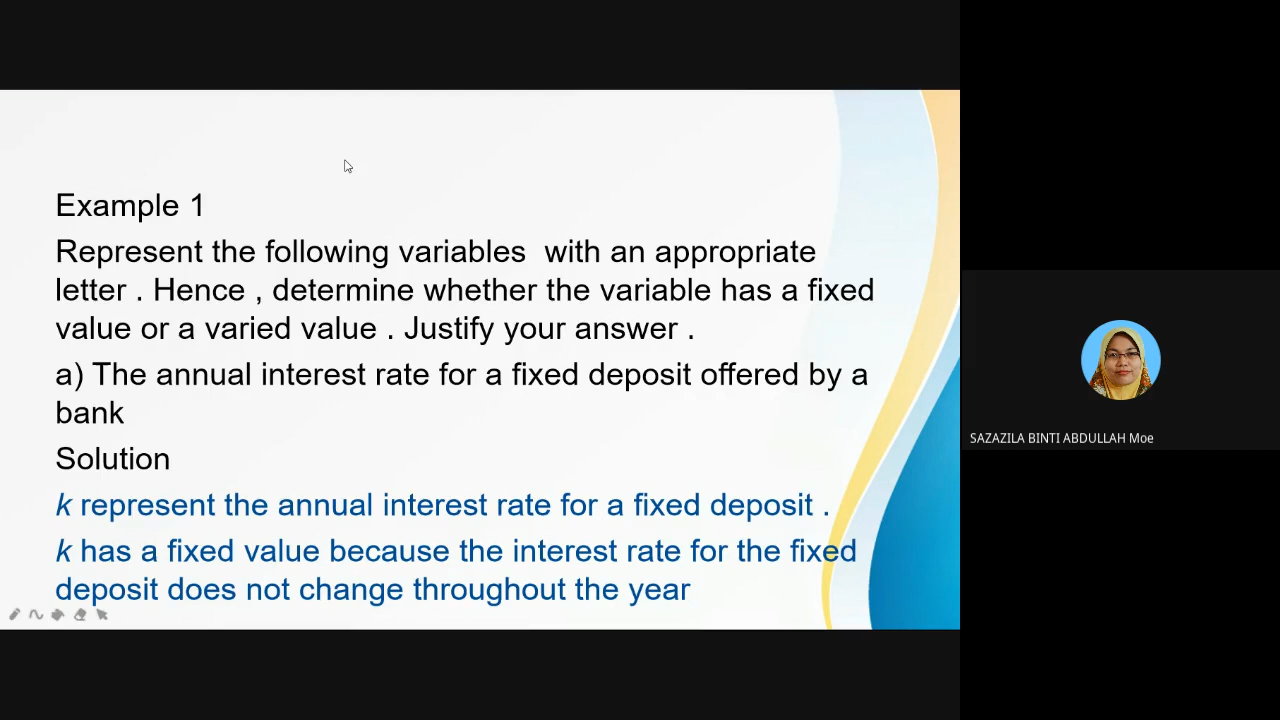 Example 1
Represent the following variables  with an appropriate
letter . Hence , determine whether the variable has a fixed
value or a varied value . Justify your answer .
a) The annual interest rate for a fixed deposit offered by a
bank
Solution
k represent the annual interest rate for a fixed deposit .
k has a fixed value because the interest rate for the fixed
deposit does not change throughout the year
SAZAZILA BINTI ABDULLAH Moe